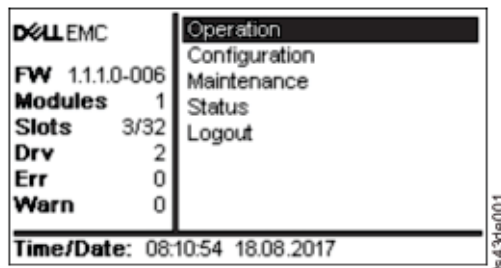 DELL EMC
FW 1.1.1.0-006
Modules 1
Slots 3/32
Drv 2
Err 0
Warn 0
Operation
Configuration
Maintenance
Status
Logout
Time/Date: 08:10:54 18.08.2017